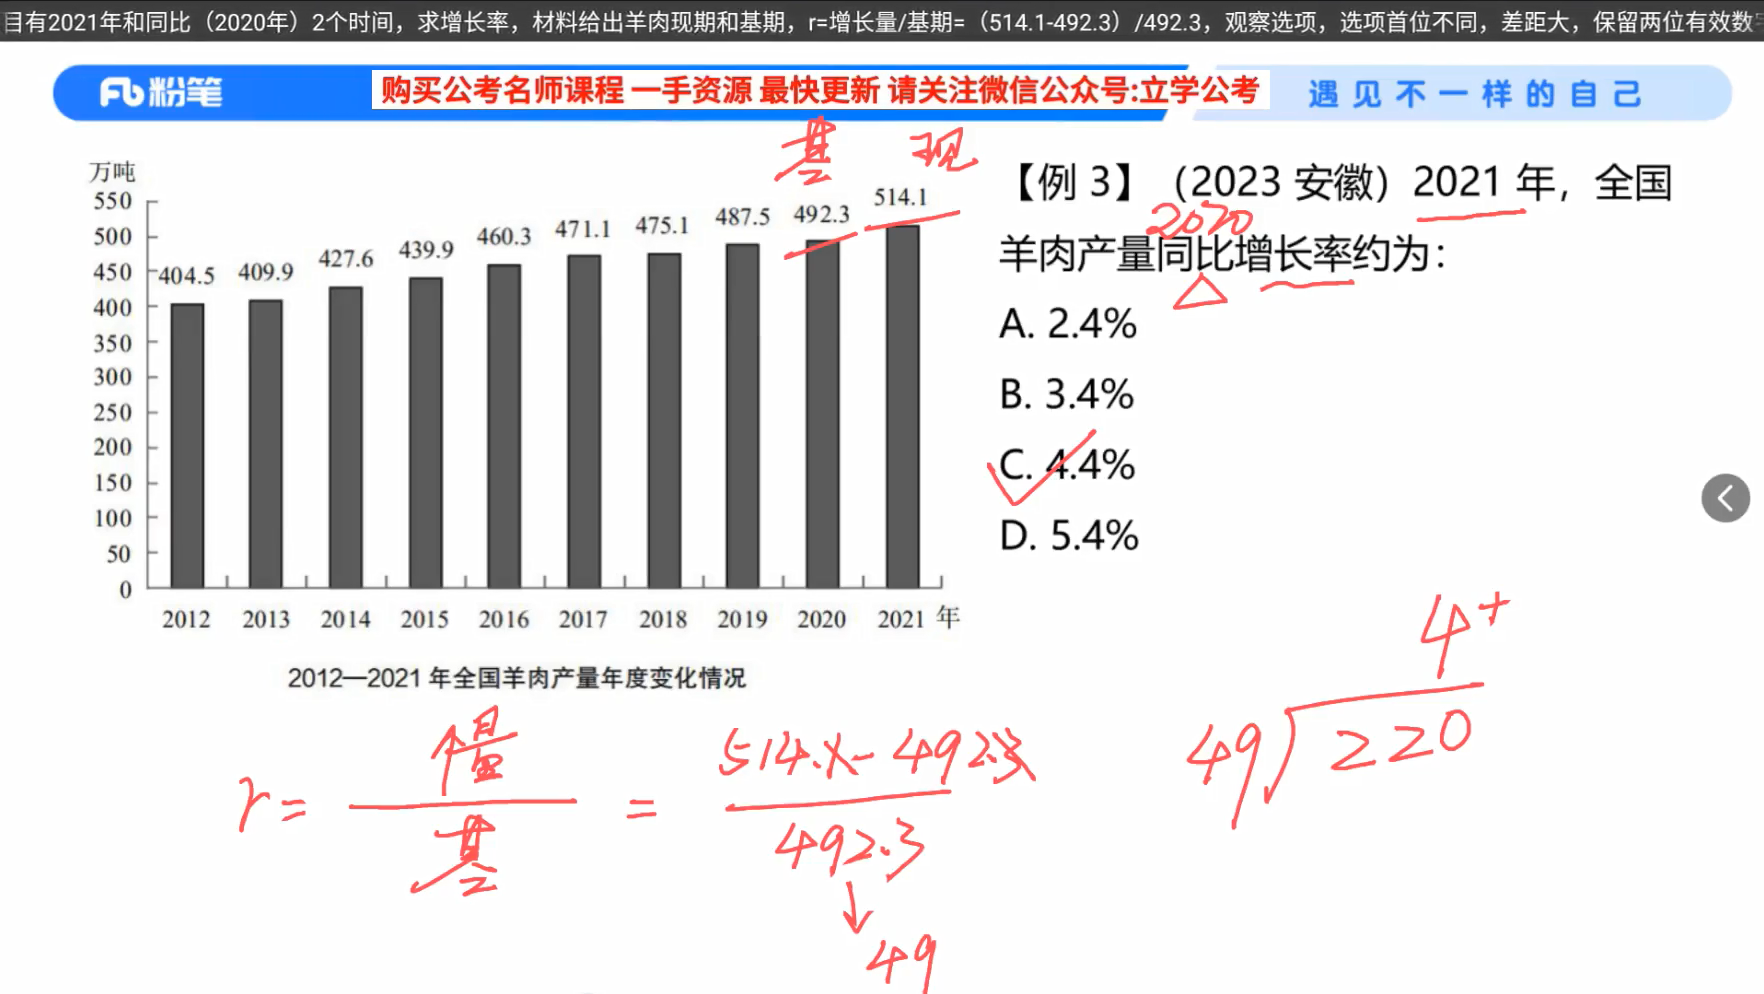 目有2021年和同比（2020年）2个时间，求增长率，材料给出羊肉现期和基期，r=增长量/基期=（514.1-492.3）/492.3，观察选项，选项首位不同，差距大，保留两位有效数
粉笔
购买公考名师课程 一手资源 最快更新 请关注微信公众号:立学公考
遇见不一样的自己
基 现
万吨
550
500
450
400
350
300
250
200
150
100
50
0
404.5 409.9 427.6 439.9 460.3 471.1 475.1 487.5 492.3 514.1
2012 2013 2014 2015 2016 2017 2018 2019 2020 2021 年
2012—2021 年全国羊肉产量年度变化情况
【例 3】（2023 安徽）2021 年，全国
2020
羊肉产量同比增长率约为：
A. 2.4%
B. 3.4%
C. 4.4%
D. 5.4%
r = 量 / 基 = 514.1 - 492.3 / 492.3
49
4+
49 220